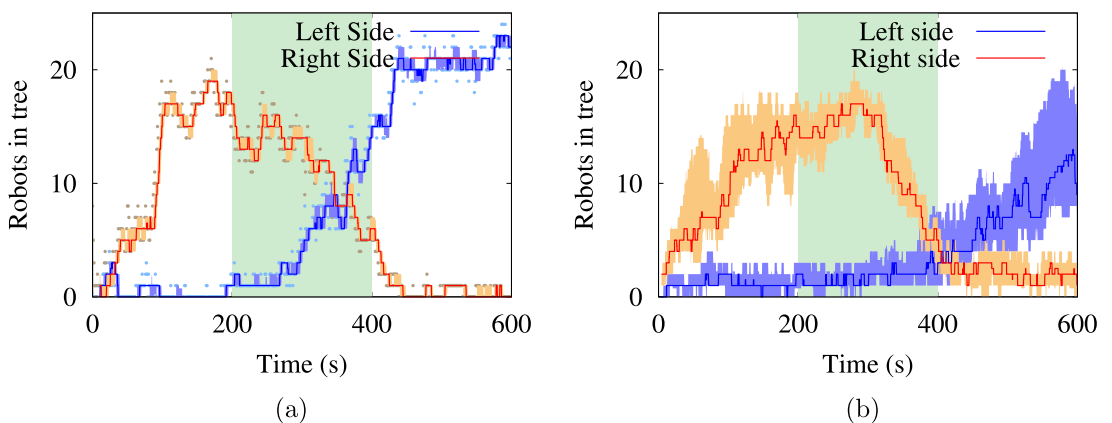 Robots in tree
20
10
0
Left Side
Right Side
0 200 400 600
Time (s)
(a)
Robots in tree
20
10
0
Left side
Right side
0 200 400 600
Time (s)
(b)